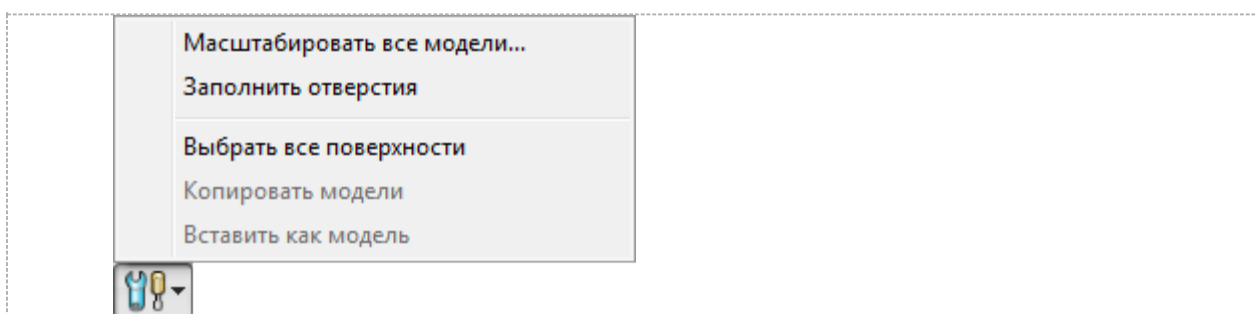 Масштабировать все модели...
Заполнить отверстия
Выбрать все поверхности
Копировать модели
Вставить как модель